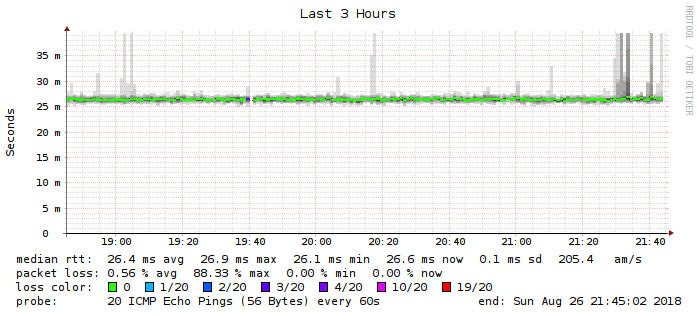 Last 3 Hours
RRDTOOL / TOBI OETIKER
Seconds
35 m
30 m
25 m
20 m
15 m
10 m
5 m
0
19:00 19:20 19:40 20:00 20:20 20:40 21:00 21:20 21:40
median rtt: 26.4 ms avg 26.9 ms max 26.1 ms min 26.6 ms now 0.1 ms sd 205.4 am/s
packet loss: 0.56 % avg 88.33 % max 0.00 % min 0.00 % now
loss color: 0 1/20 2/20 3/20 4/20 10/20 19/20
probe: 20 ICMP Echo Pings (56 Bytes) every 60s end: Sun Aug 26 21:45:02 2018